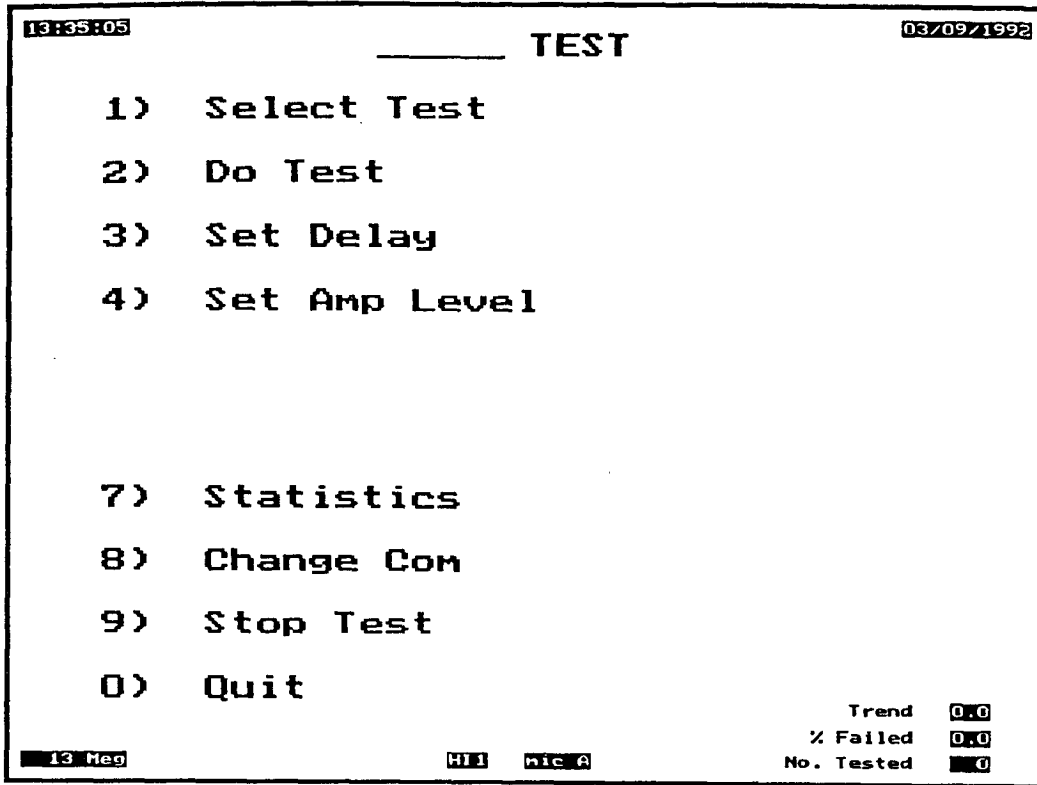 13:35:05 03/09/1992
______ TEST
1) Select Test
2) Do Test
3) Set Delay
4) Set Amp Level
7) Statistics
8) Change Com
9) Stop Test
0) Quit
Trend 0.0
% Failed 0.0
13 Meg HI1 mic A No. Tested 0